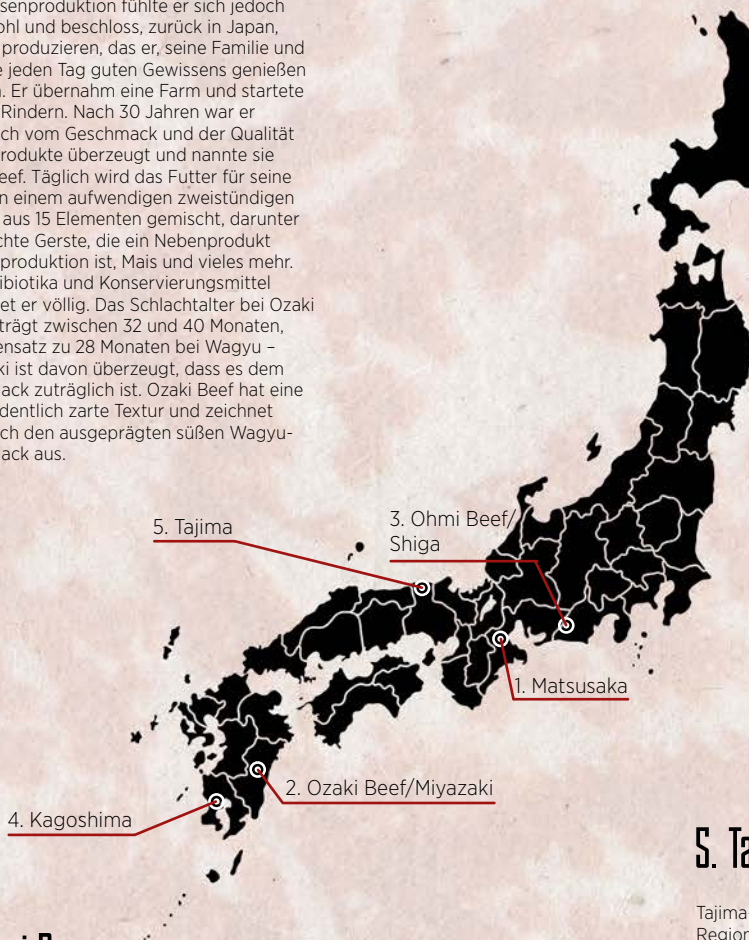 senproduktion fühlte er sich jedoch
ohl und beschloss, zurück in Japan,
produzieren, das er, seine Familie und
e jeden Tag guten Gewissens genießen
. Er übernahm eine Farm und startete
Rindern. Nach 30 Jahren war er
ch vom Geschmack und der Qualität
rodukte überzeugt und nannte sie
eef. Täglich wird das Futter für seine
n einem aufwendigen zweistündigen
aus 15 Elementen gemischt, darunter
chte Gerste, die ein Nebenprodukt
produktion ist, Mais und vieles mehr.
ibiotika und Konservierungsmittel
et er völlig. Das Schlachtalter bei Ozaki
trägt zwischen 32 und 40 Monaten,
ensatz zu 28 Monaten bei Wagyu –
ki ist davon überzeugt, dass es dem
ack zuträglich ist. Ozaki Beef hat eine
dentlich zarte Textur und zeichnet
ch den ausgeprägten süßen Wagyu-
ack aus.
5. Tajima
3. Ohmi Beef/
Shiga
1. Matsusaka
2. Ozaki Beef/Miyazaki
4. Kagoshima
5. Ta
Tajima
Region